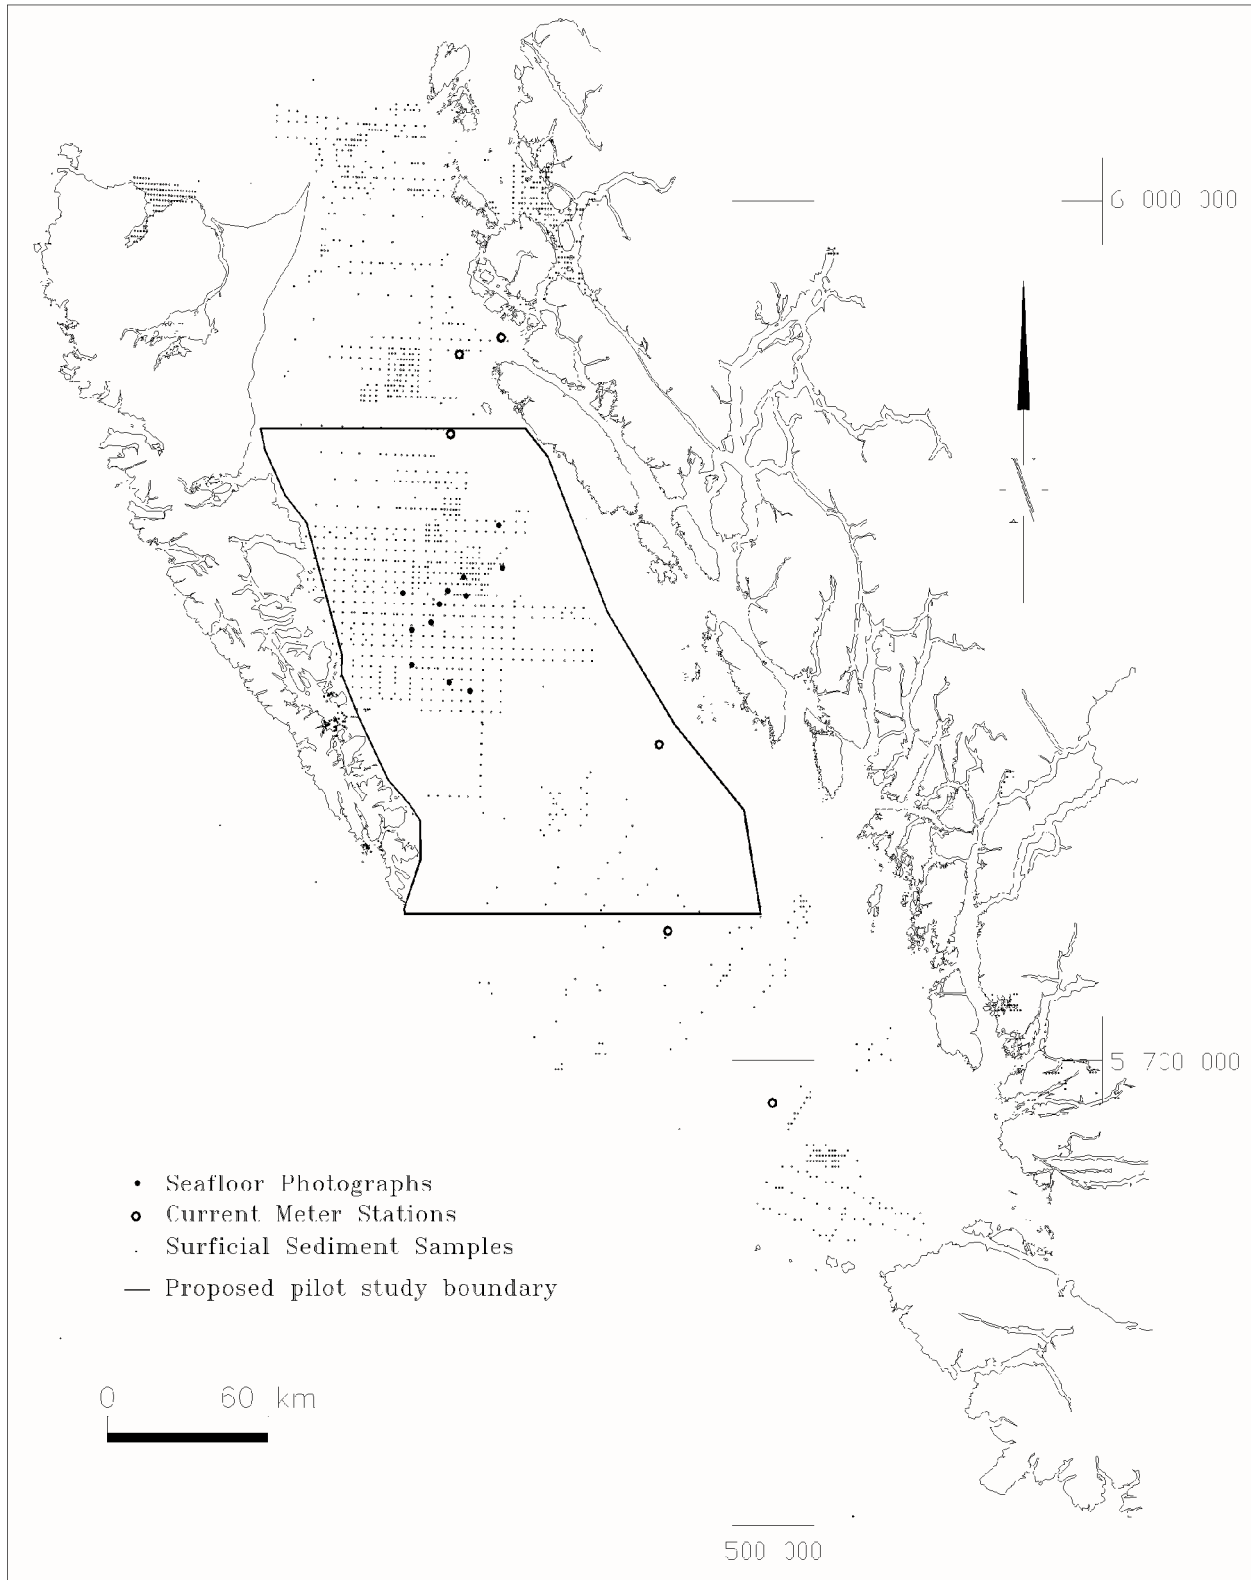 6 000 000
5 700 000
Seafloor Photographs
Current Meter Stations
Surficial Sediment Samples
Proposed pilot study boundary
0 60 km
500 000